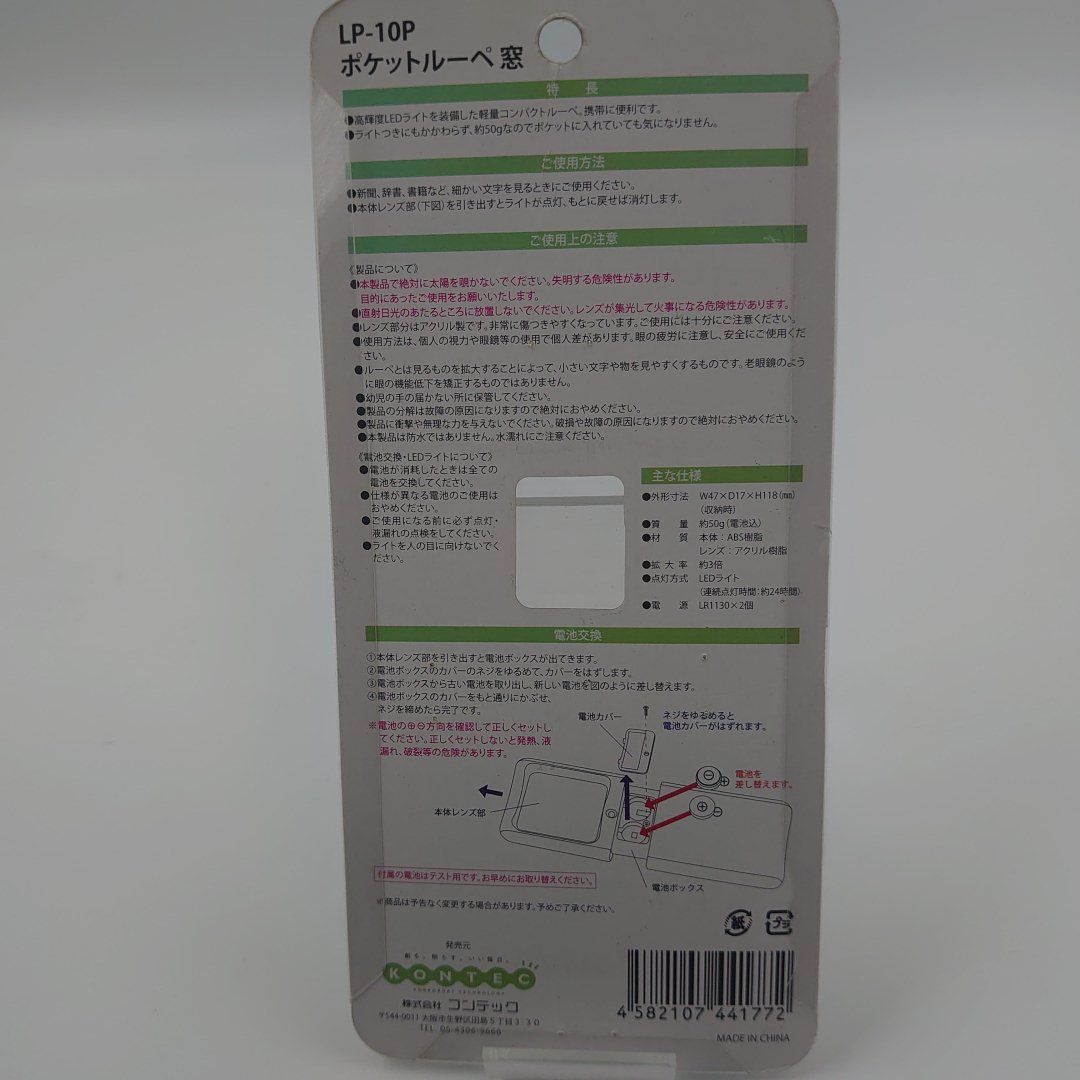 LP-10P
ポケットルーペ 窓
特 長
●高輝度LEDライトを装備した軽量コンパクトルーペ。携帯に便利です。
●ライトつきにもかかわらず、約50gなのでポケットに入れていても気になりません。
ご使用方法
●新聞、辞書、書籍など、細かい文字を見るときにご使用ください。
●本体レンズ部(下図)を引き出すとライトが点灯、もとに戻せば消灯します。
ご使用上の注意
《製品について》
●本製品で絶対に太陽を覗かないでください。失明する危険性があります。
目的にあったご使用をお願いいたします。
●直射日光のあたるところに放置しないでください。レンズが集光して火事になる危険性があります。
●レンズ部分はアクリル製です。非常に傷つきやすくなっています。ご使用には十分にご注意ください。
●使用方法は、個人の視力や眼鏡等の使用で個人差があります。眼の疲労に注意し、安全にご使用くだ
さい。
●ルーペとは見るものを拡大することによって、小さい文字や物を見やすくするものです。老眼鏡のよう
に眼の機能低下を矯正するものではありません。
●幼児の手の届かない所に保管してください。
●製品の分解は故障の原因になりますので絶対におやめください。
●製品に衝撃や無理な力を与えないでください。破損や故障の原因になりますので絶対におやめください。
●本製品は防水ではありません。水濡れにご注意ください。
《電池交換・LEDライトについて》
●電池が消耗したときは全ての
電池を交換してください。
●仕様が異なる電池のご使用は
おやめください。
●ご使用になる前に必ず点灯・
液漏れの点検をしてください。
●ライトを人の目に向けないでく
ださい。
主な仕様
●外形寸法 W47×D17×H118(mm)
(収納時)
●質 量 約50g(電池込)
●材 質 本体:ABS樹脂
レンズ:アクリル樹脂
●拡 大 率 約3倍
●点灯方式 LEDライト
(連続点灯時間:約24時間)
●電 源 LR1130×2個
電池交換
①本体レンズ部を引き出すと電池ボックスが出てきます。
②電池ボックスのカバーのネジをゆるめて、カバーをはずします。
③電池ボックスから古い電池を取り出し、新しい電池を図のように差し替えます。
④電池ボックスのカバーをもと通りにかぶせ、
ネジを締めたら完了です。
※電池の⊕⊖方向を確認して正しくセットし
てください。正しくセットしないと発熱、液
漏れ、破裂等の危険があります。
電池カバー
ネジをゆるめると
電池カバーがはずれます。
電池を
差し替えます。
本体レンズ部
電池ボックス
付属の電池はテスト用です。お早めにお取り替えください。
※商品は予告なく変更する場合があります。予めご了承ください。
紙
プラ
発売元
創る。照らす。いい毎日。
KONTEC
株式会社 コンテック
〒544-0011 大阪市生野区田島5丁目3-30
TEL. 06-4306-9666
4 582107 441772
MADE IN CHINA